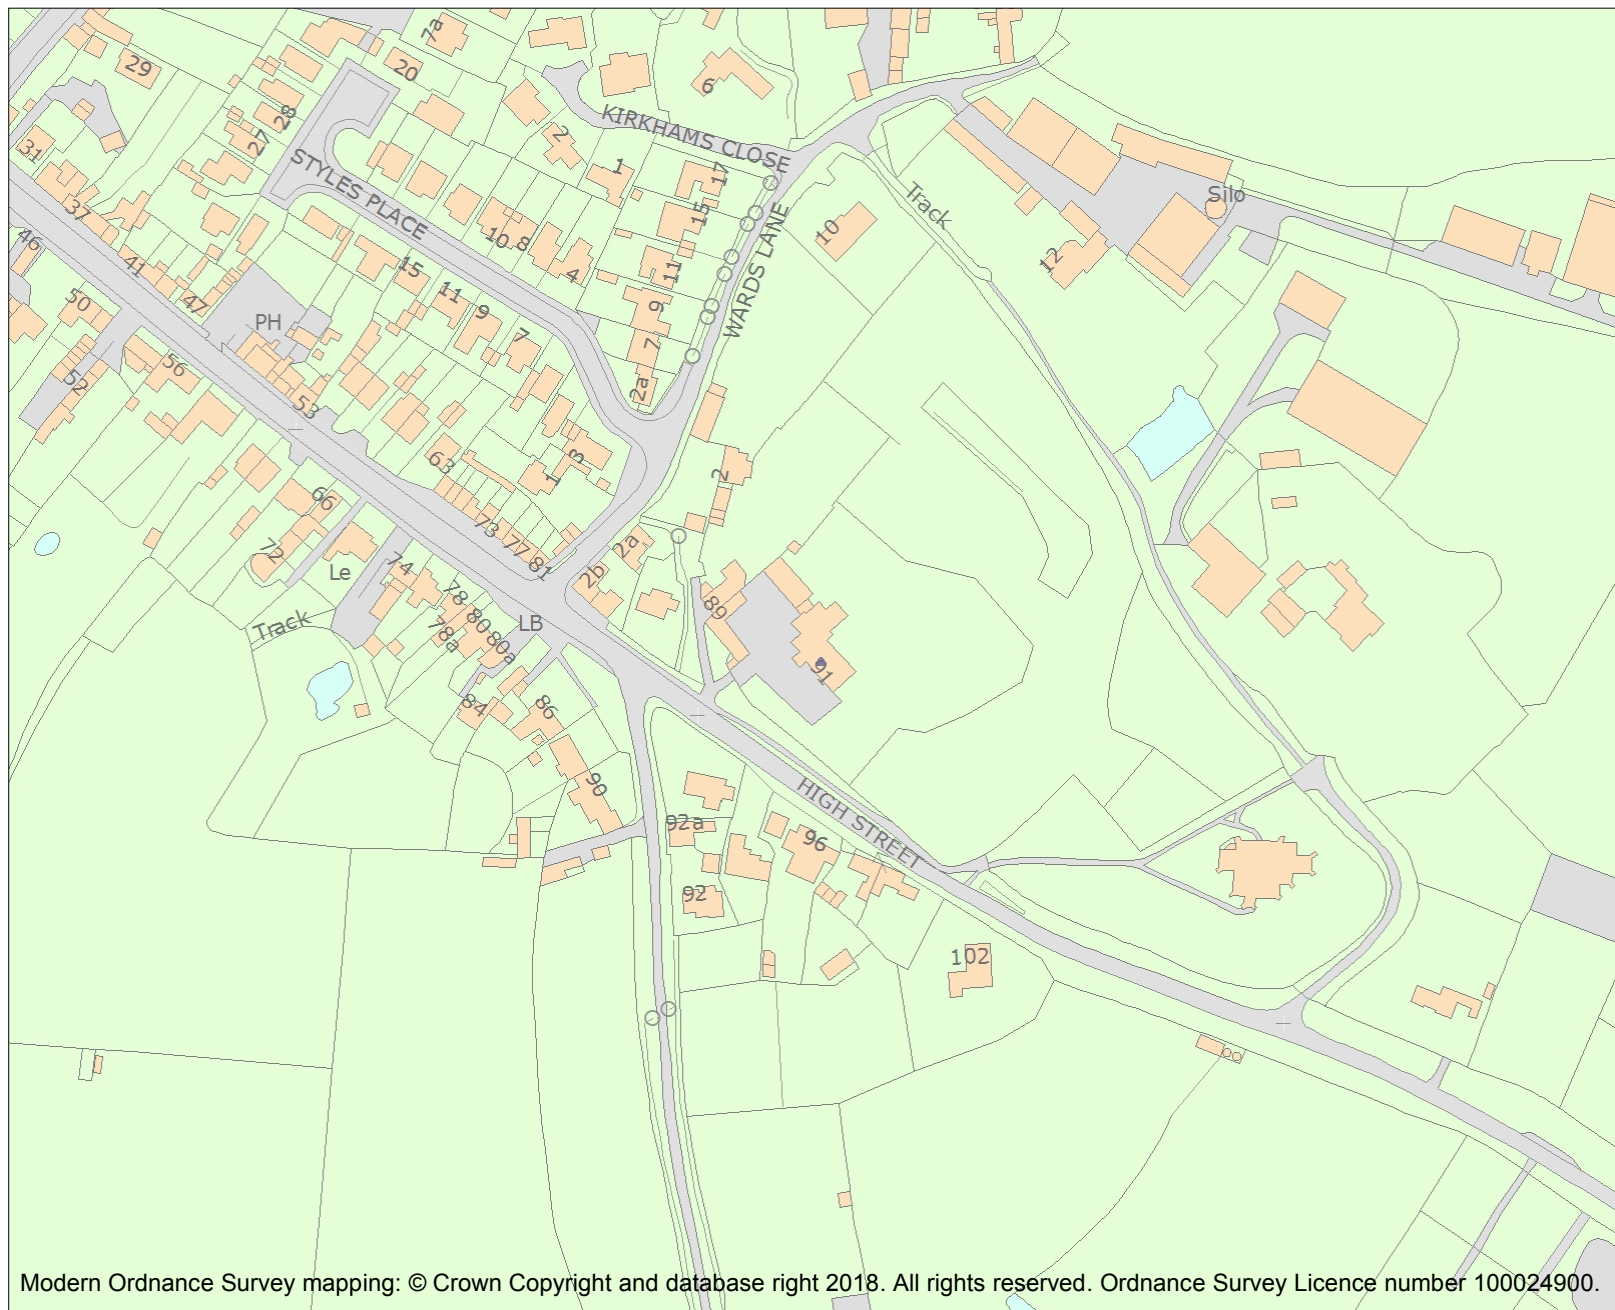 7a
29
20
6
28
27
KIRKHAMS CLOSE
2
1
17
31
STYLES PLACE
15
Track
Silo
37
10
WARDS LANE
46
10
8
12
41
15
4
11
50
47
11
9
PH
9
7
7
56
52
2a
53
63
3
1
2
66
73
77
81
2a
72
Le
74
2b
89
78
80
Track
78a
80a
LB
91
84
86
90
HIGH STREET
92a
96
92
102
Modern Ordnance Survey mapping: © Crown Copyright and database right 2018. All rights reserved. Ordnance Survey Licence number 100024900.